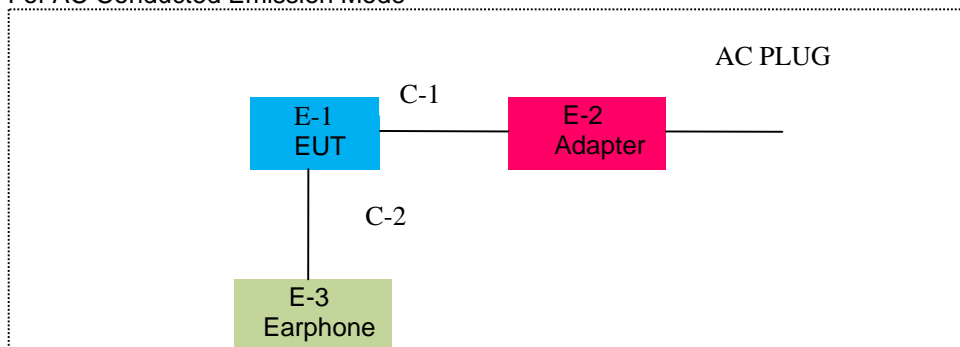 For AC Conducted Emission Mode
AC PLUG
C-1
E-1
EUT
E-2
Adapter
C-2
E-3
Earphone